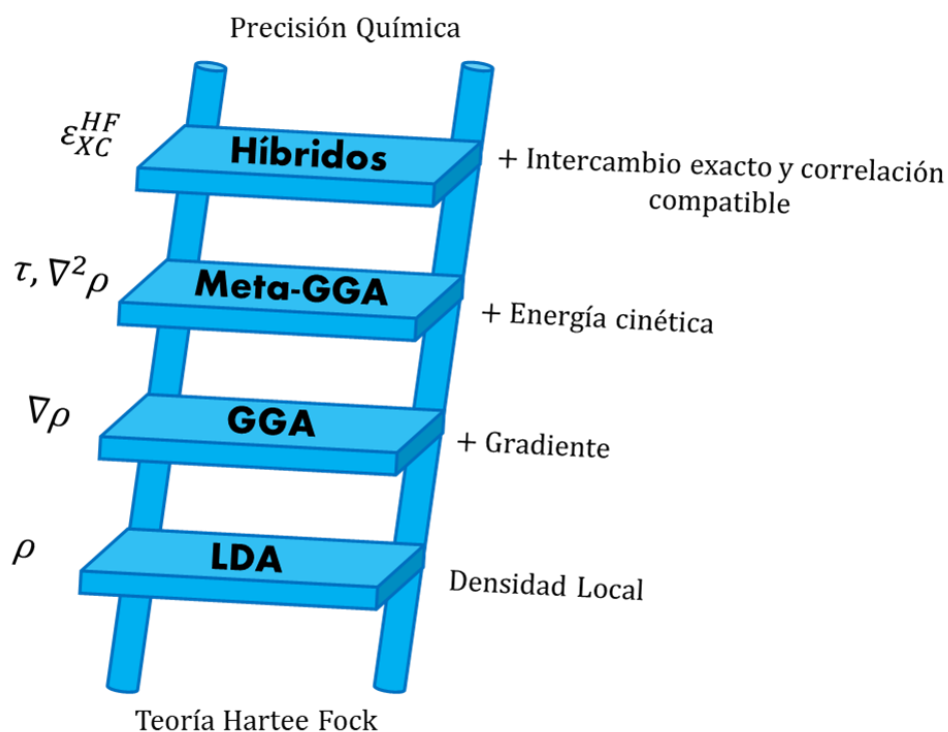 Precisión Química
ε_XC^HF
Híbridos
+ Intercambio exacto y correlación
compatible
τ, ∇²ρ
Meta-GGA
+ Energía cinética
∇ρ
GGA
+ Gradiente
ρ
LDA
Densidad Local
Teoría Hartee Fock